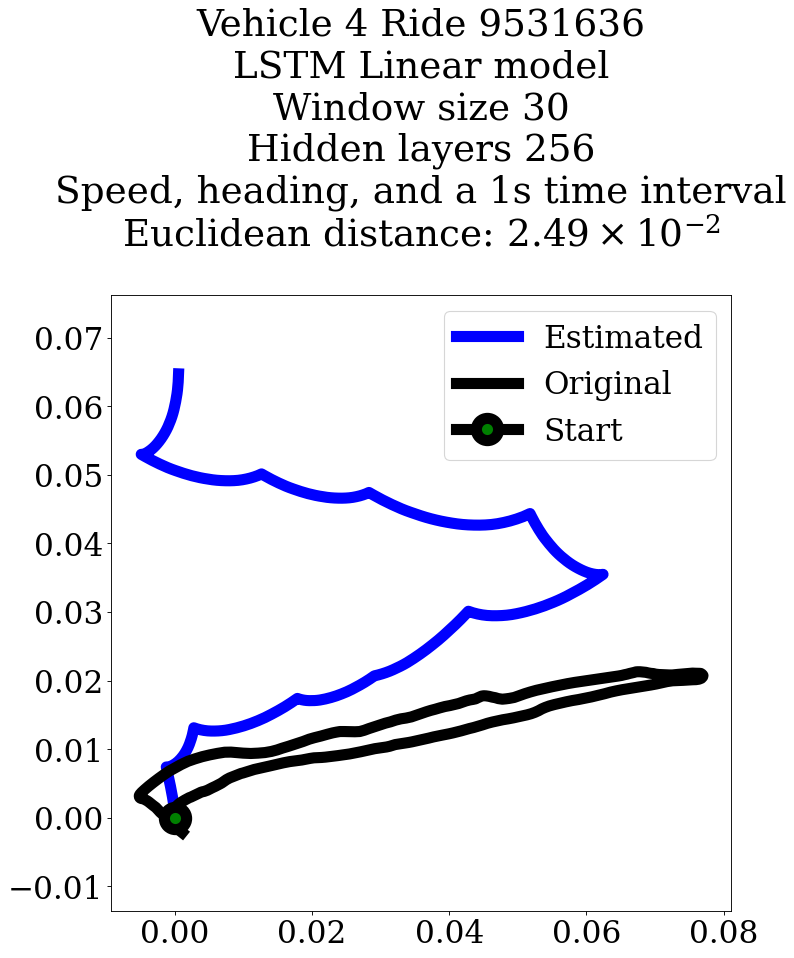 Vehicle 4 Ride 9531636
LSTM Linear model
Window size 30
Hidden layers 256
Speed, heading, and a 1s time interval
Euclidean distance: 2.49 × 10⁻²
Estimated
Original
Start
0.07
0.06
0.05
0.04
0.03
0.02
0.01
0.00
−0.01
0.00 0.02 0.04 0.06 0.08